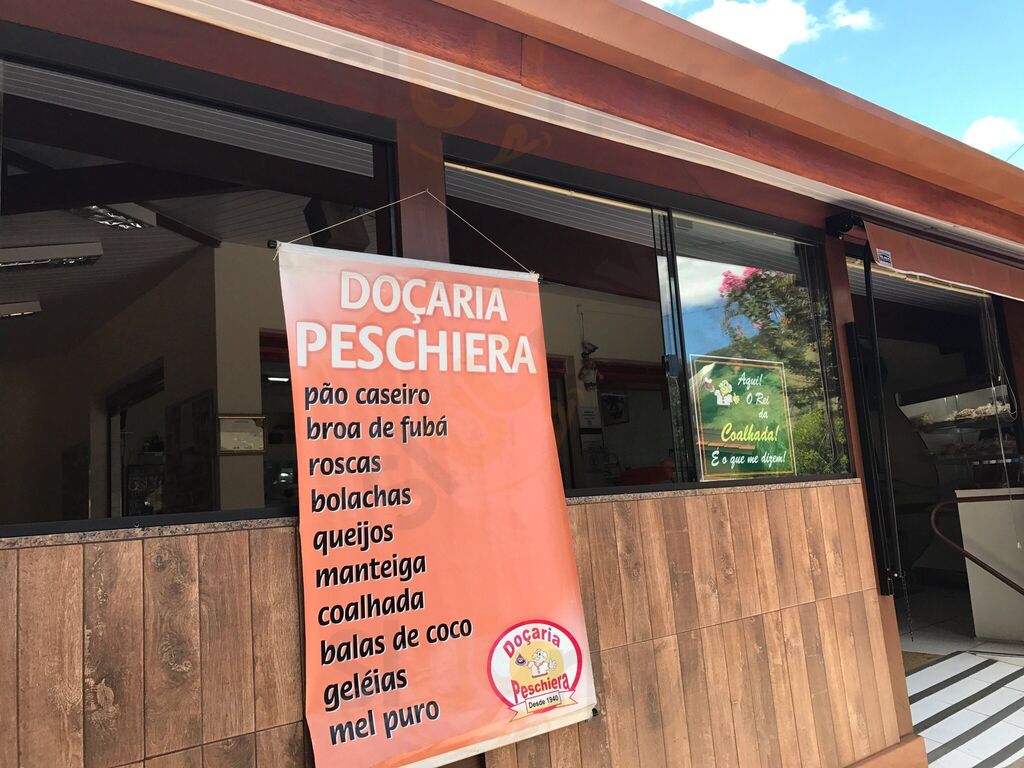 DOÇARIA
PESCHIERA
pão caseiro
broa de fubá
roscas
bolachas
queijos
manteiga
coalhada
balas de coco
geléias
mel puro
Doçaria
Peschiera
Desde 1940
Aqui!
O Rei
da
Coalhada!
É o que me dizem!